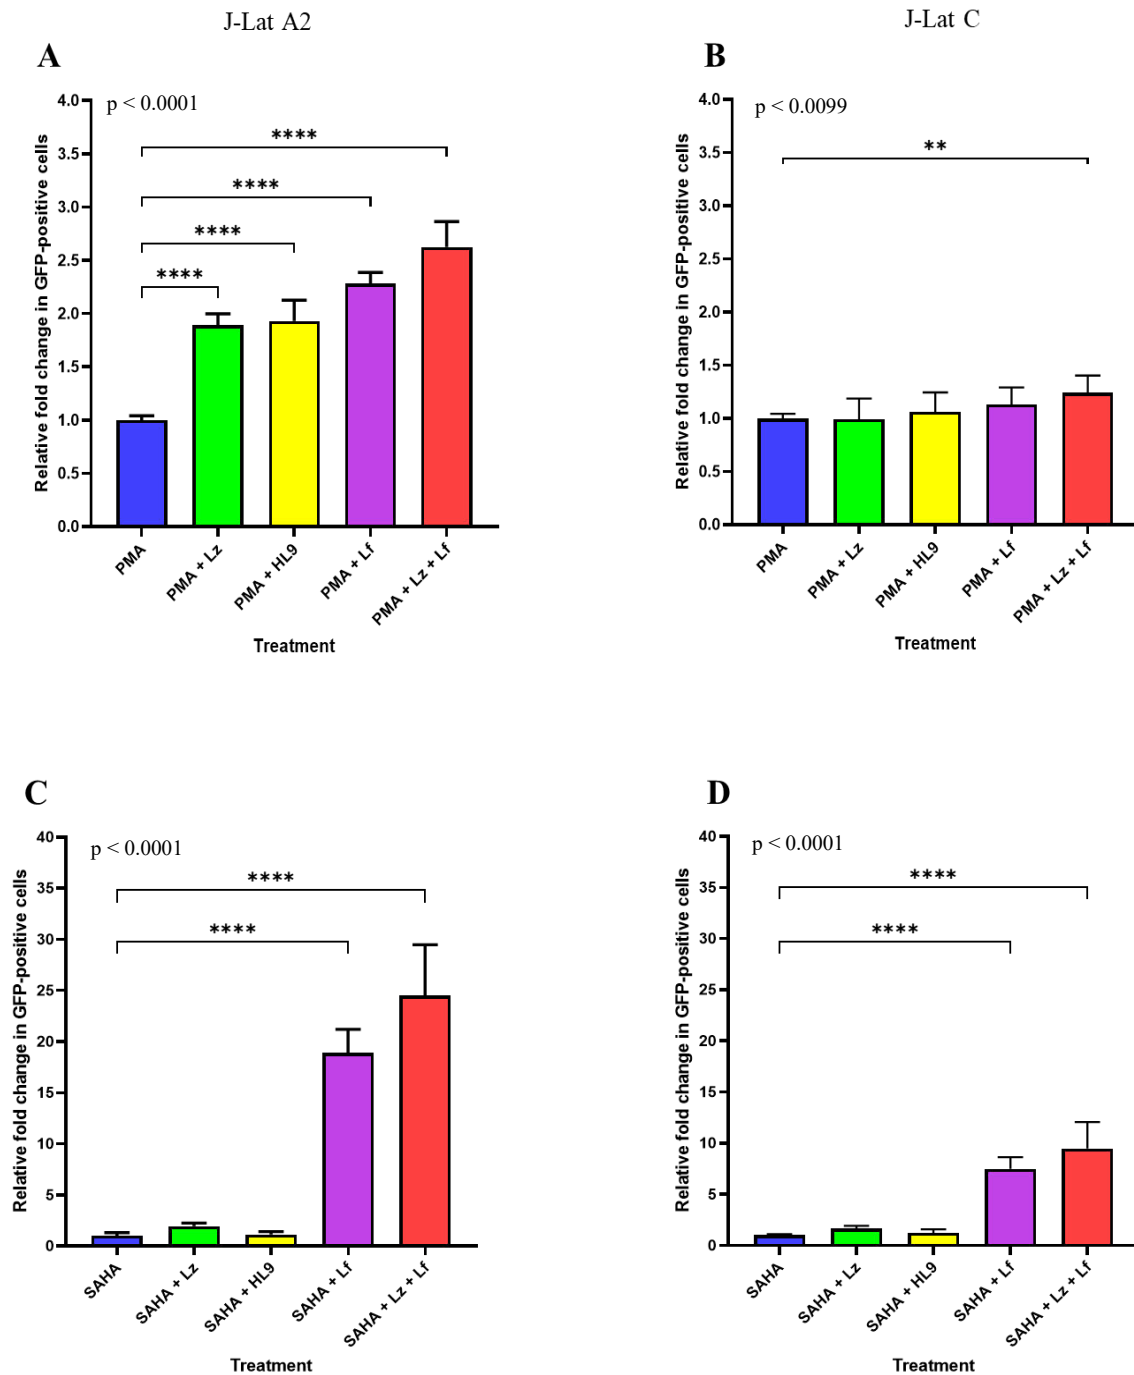 J-Lat A2
J-Lat C
A
p < 0.0001
****
****
****
****
Relative fold change in GFP-positive cells
4.0
3.5
3.0
2.5
2.0
1.5
1.0
0.5
0.0
PMA
PMA + Lz
PMA + HL9
PMA + Lf
PMA + Lz + Lf
Treatment
B
p < 0.0099
**
Relative fold change in GFP-positive cells
4.0
3.5
3.0
2.5
2.0
1.5
1.0
0.5
0.0
PMA
PMA + Lz
PMA + HL9
PMA + Lf
PMA + Lz + Lf
Treatment
C
p < 0.0001
****
****
Relative fold change in GFP-positive cells
40
35
30
25
20
15
10
5
0
SAHA
SAHA + Lz
SAHA + HL9
SAHA + Lf
SAHA + Lz + Lf
Treatment
D
p < 0.0001
****
****
Relative fold change in GFP-positive cells
40
35
30
25
20
15
10
5
0
SAHA
SAHA + Lz
SAHA + HL9
SAHA + Lf
SAHA + Lz + Lf
Treatment